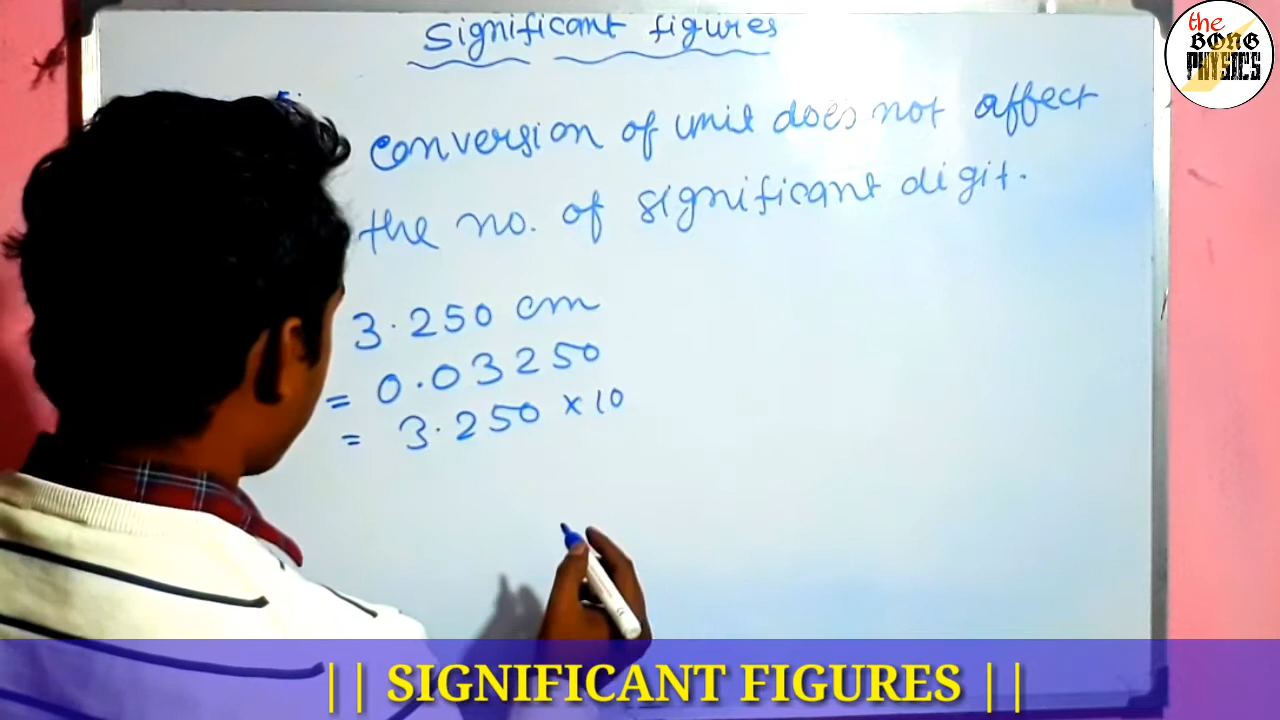 Significant figures
the
BONG
PHYSICS
conversion of unit does not affect
the no. of significant digit.
3.250 cm
= 0.03250
= 3.250 × 10
|| SIGNIFICANT FIGURES ||